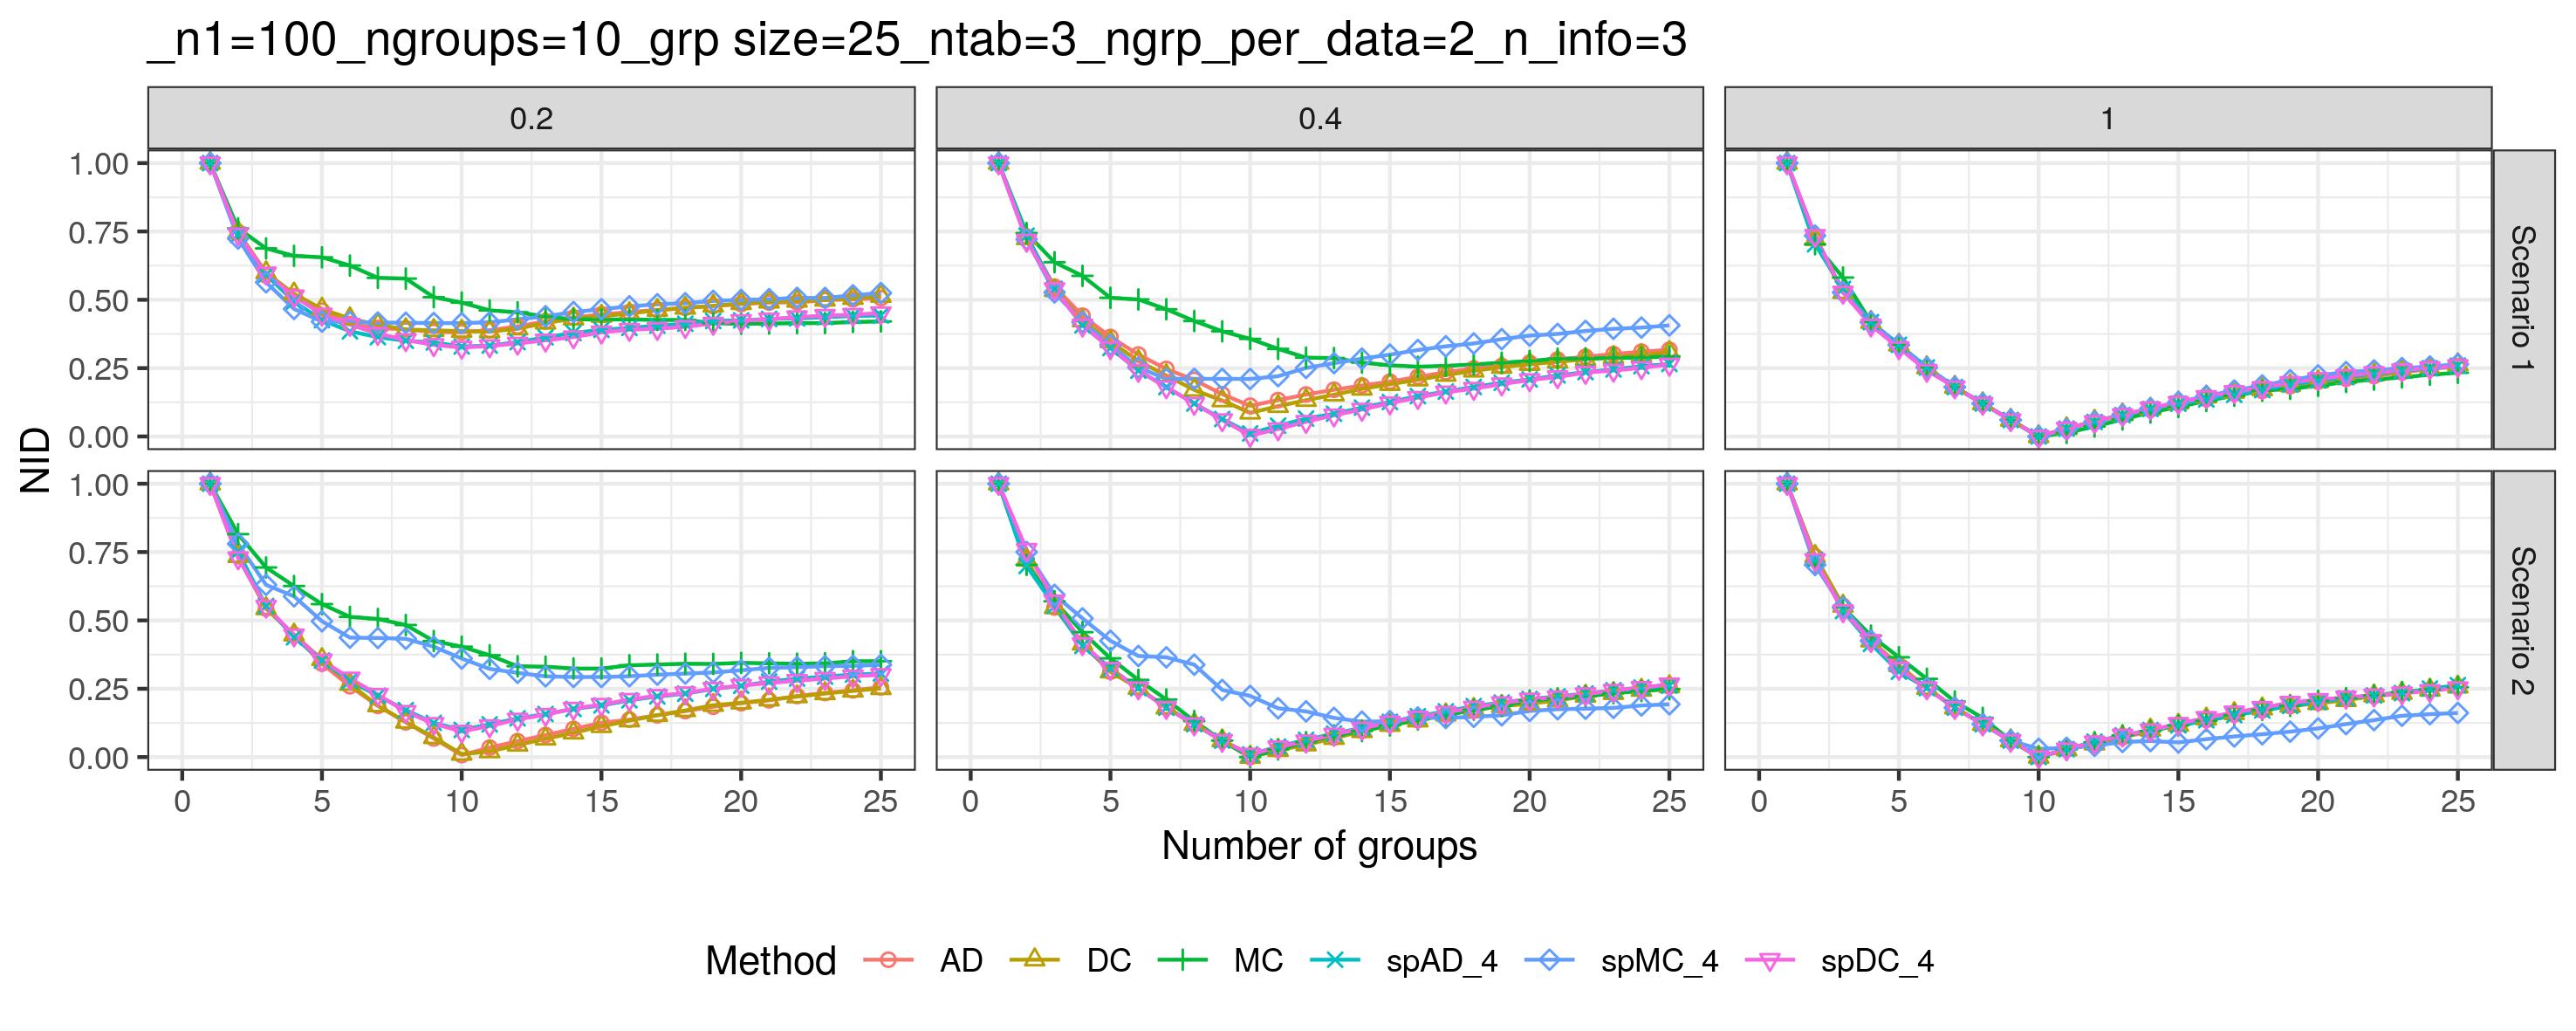 _n1=100_ngroups=10_grp size=25_ntab=3_ngrp_per_data=2_n_info=3
0.2 0.4 1
1.00
0.75
0.50
0.25
0.00
Scenario 1
NID
1.00
0.75
0.50
0.25
0.00
Scenario 2
0 5 10 15 20 25 0 5 10 15 20 25 0 5 10 15 20 25
Number of groups
Method AD DC MC spAD_4 spMC_4 spDC_4